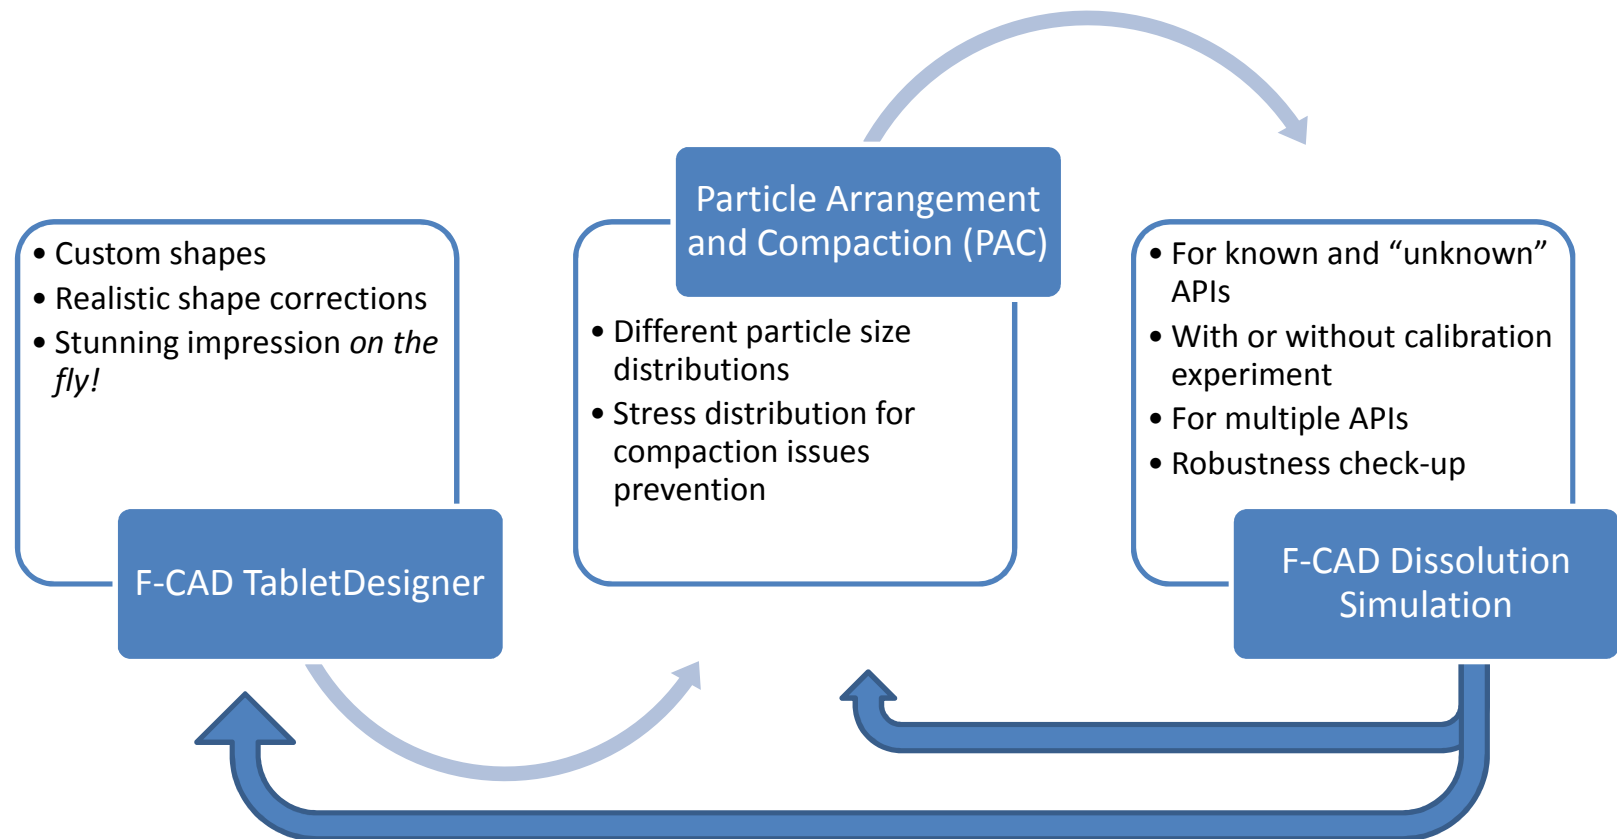 • Custom shapes
• Realistic shape corrections
• Stunning impression on the
fly!
F-CAD TabletDesigner
Particle Arrangement
and Compaction (PAC)
• Different particle size
distributions
• Stress distribution for
compaction issues
prevention
• For known and “unknown”
APIs
• With or without calibration
experiment
• For multiple APIs
• Robustness check-up
F-CAD Dissolution
Simulation